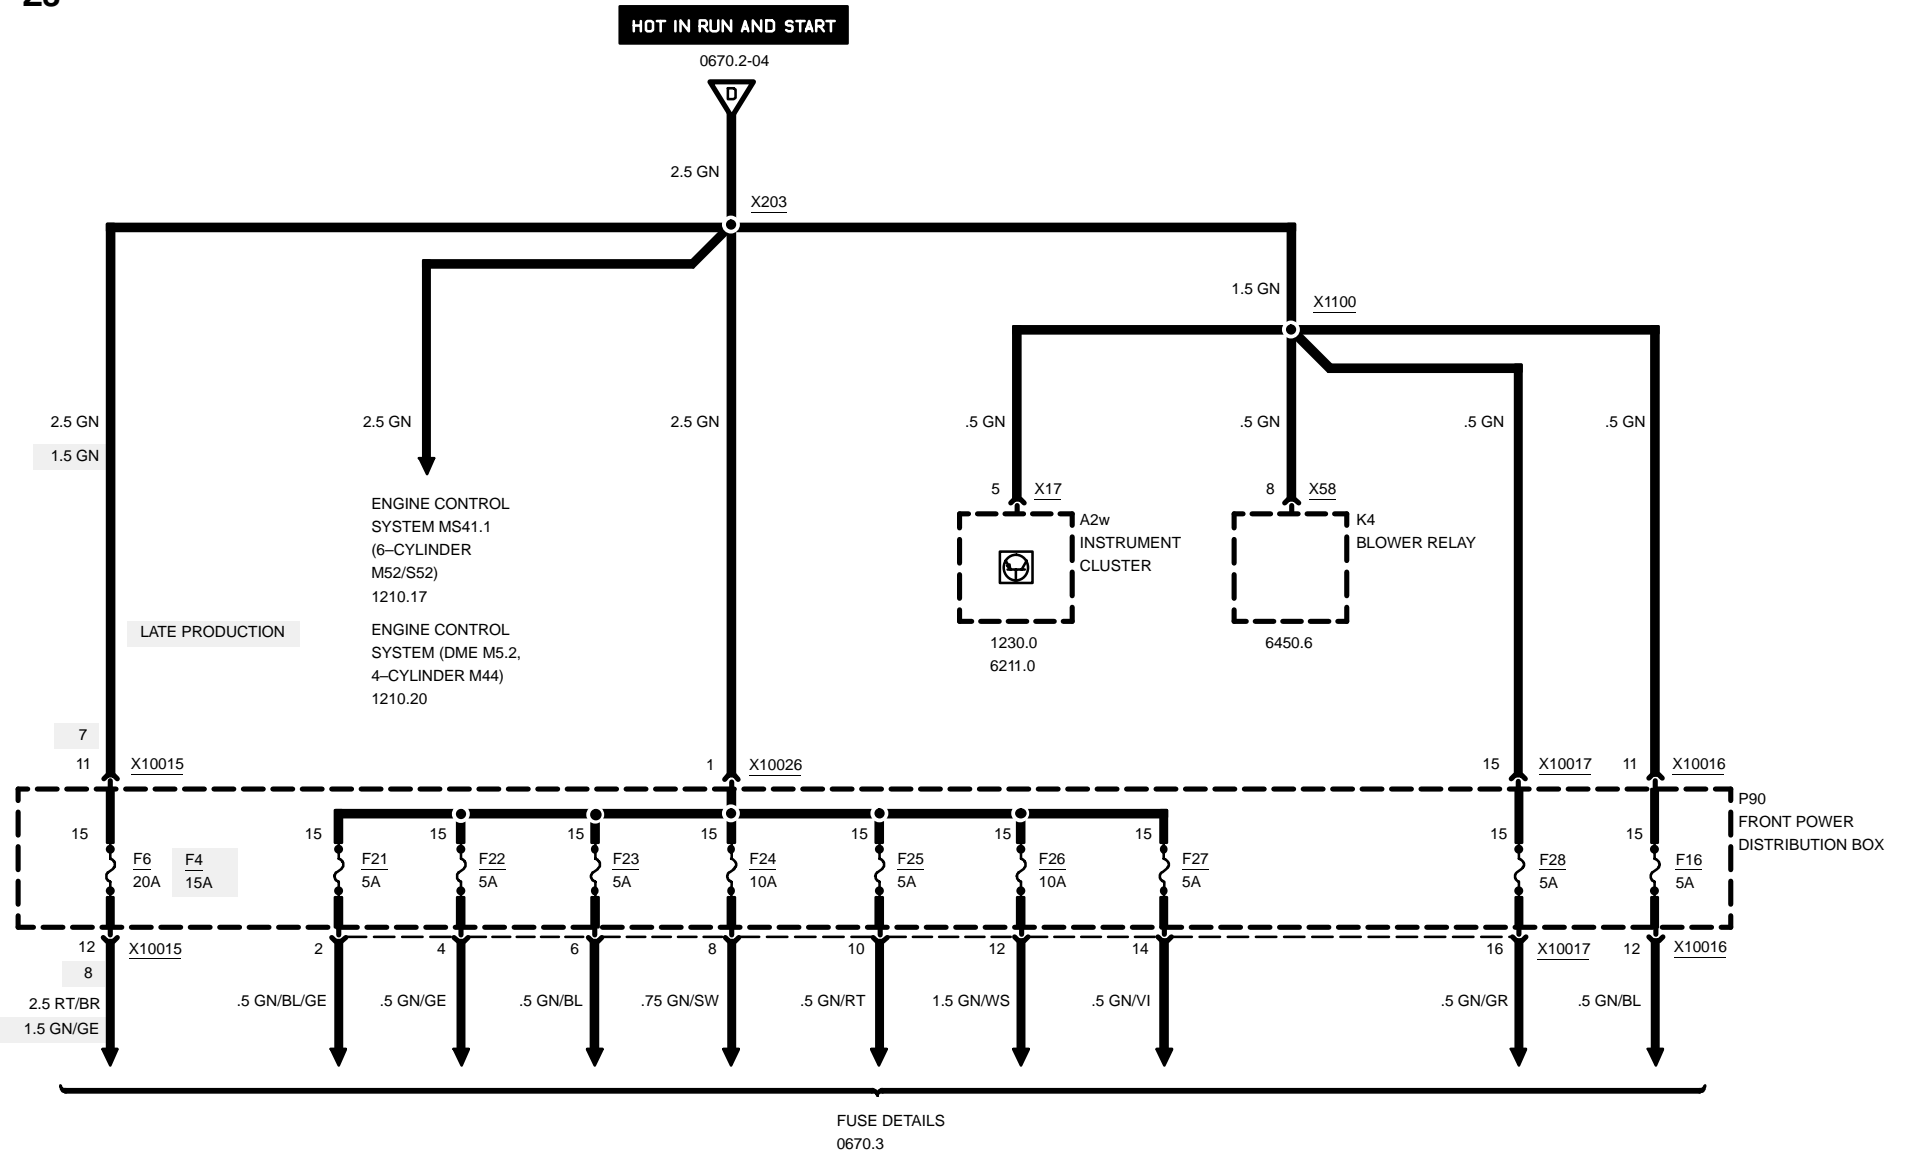 HOT IN RUN AND START
0670.2-04
D
2.5 GN
X203
1.5 GN
X1100
2.5 GN
1.5 GN
2.5 GN
2.5 GN
.5 GN
.5 GN
.5 GN
.5 GN
5
X17
8
X58
ENGINE CONTROL
SYSTEM MS41.1
(6–CYLINDER
M52/S52)
1210.17
ENGINE CONTROL
SYSTEM (DME M5.2,
4–CYLINDER M44)
1210.20
A2w
INSTRUMENT
CLUSTER
1230.0
6211.0
K4
BLOWER RELAY
6450.6
LATE PRODUCTION
7
11
X10015
1
X10026
15
X10017
11
X10016
P90
FRONT POWER
DISTRIBUTION BOX
15
F6
20A
F4
15A
15
F21
5A
15
F22
5A
15
F23
5A
15
F24
10A
15
F25
5A
15
F26
10A
15
F27
5A
15
F28
5A
15
F16
5A
12
X10015
8
2
4
6
8
10
12
14
16
X10017
12
X10016
2.5 RT/BR
1.5 GN/GE
.5 GN/BL/GE
.5 GN/GE
.5 GN/BL
.75 GN/SW
.5 GN/RT
1.5 GN/WS
.5 GN/VI
.5 GN/GR
.5 GN/BL
FUSE DETAILS
0670.3